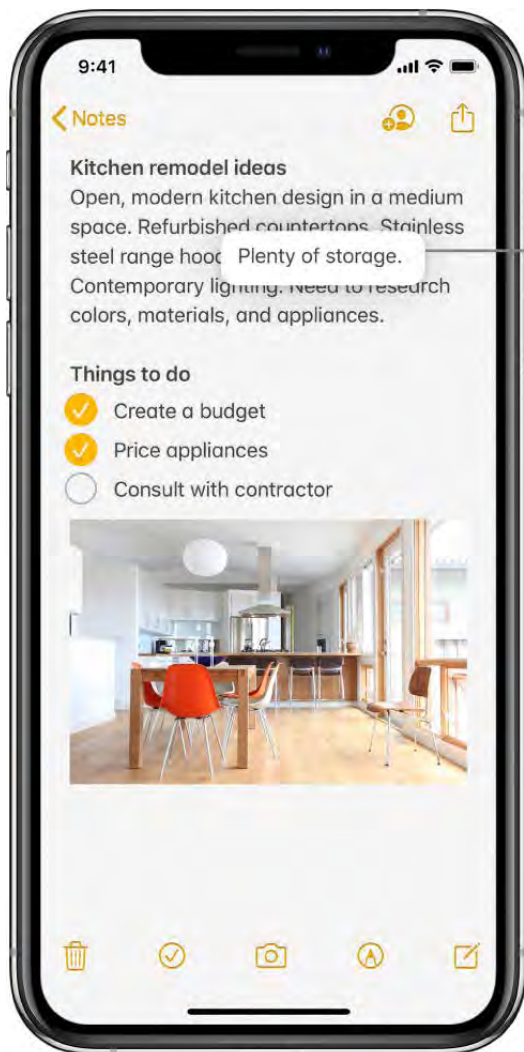 9:41
Notes
Kitchen remodel ideas
Open, modern kitchen design in a medium
space. Refurbished countertops. Stainless
steel range hood
Plenty of storage.
Contemporary lighting. Need to research
colors, materials, and appliances.
Things to do
Create a budget
Price appliances
Consult with contractor